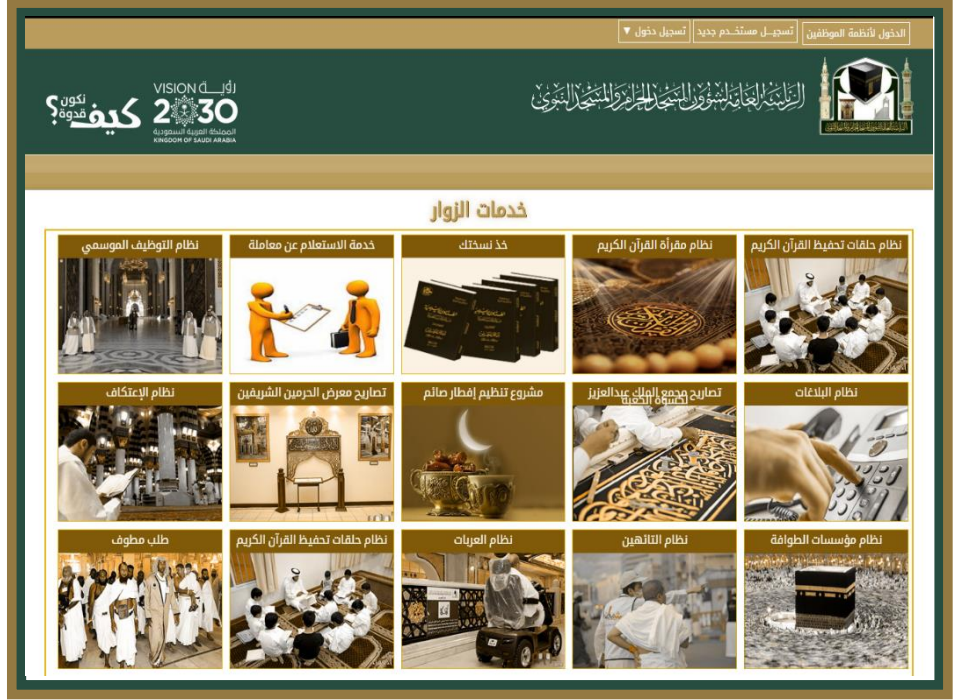 الدخول لأنظمة الموظفين
تسجيــل مستخــدم جديد
تسجيل دخول ▼
الرئاسة العامة لشؤون المسجد الحرام والمسجد النبوي
رؤيــة VISION
2030
المملكة العربية السعودية
KINGDOM OF SAUDI ARABIA
كيف نكون قدوة؟
خدمات الزوار
نظام حلقات تحفيظ القرآن الكريم
نظام مقرأة القرآن الكريم
خذ نسختك
خدمة الاستعلام عن معاملة
نظام التوظيف الموسمي
نظام البلاغات
تصاريح مجمع الملك عبدالعزيز
لكسوة الكعبة
مشروع تنظيم إفطار صائم
تصاريح معرض الحرمين الشريفين
نظام الإعتكاف
نظام مؤسسات الطوافة
نظام التائهين
نظام العربات
نظام حلقات تحفيظ القرآن الكريم
طلب مطوف